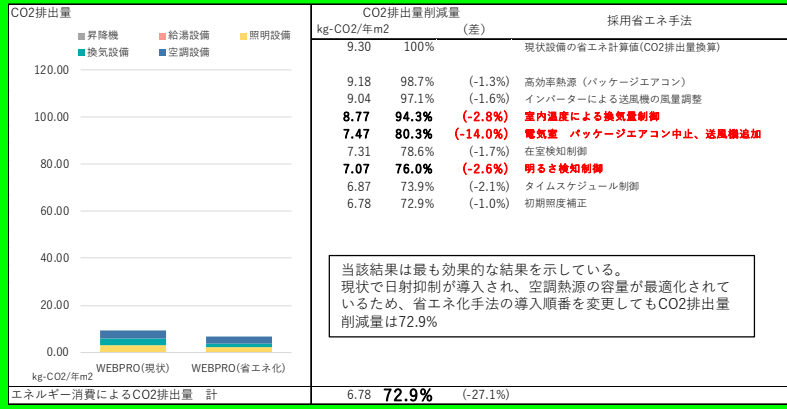 CO2排出量
昇降機 給湯設備 照明設備
換気設備 空調設備
120.00
100.00
80.00
60.00
40.00
20.00
0.00
WEBPRO(現状) WEBPRO(省エネ化)
kg-CO2/年m2
CO2排出量削減量
kg-CO2/年m2 (差) 採用省エネ手法
9.30 100% 現状設備の省エネ計算値(CO2排出量換算)
9.18 98.7% (-1.3%) 高効率熱源（パッケージエアコン）
9.04 97.1% (-1.6%) インバーターによる送風機の風量調整
8.77 94.3% (-2.8%) 室内温度による換気量制御
7.47 80.3% (-14.0%) 電気室　パッケージエアコン中止、送風機追加
7.31 78.6% (-1.7%) 在室検知制御
7.07 76.0% (-2.6%) 明るさ検知制御
6.87 73.9% (-2.1%) タイムスケジュール制御
6.78 72.9% (-1.0%) 初期照度補正
当該結果は最も効果的な結果を示している。
現状で日射抑制が導入され、空調熱源の容量が最適化されて
いるため、省エネ化手法の導入順番を変更してもCO2排出量
削減量は72.9%
エネルギー消費によるCO2排出量　計 6.78 72.9% (-27.1%)